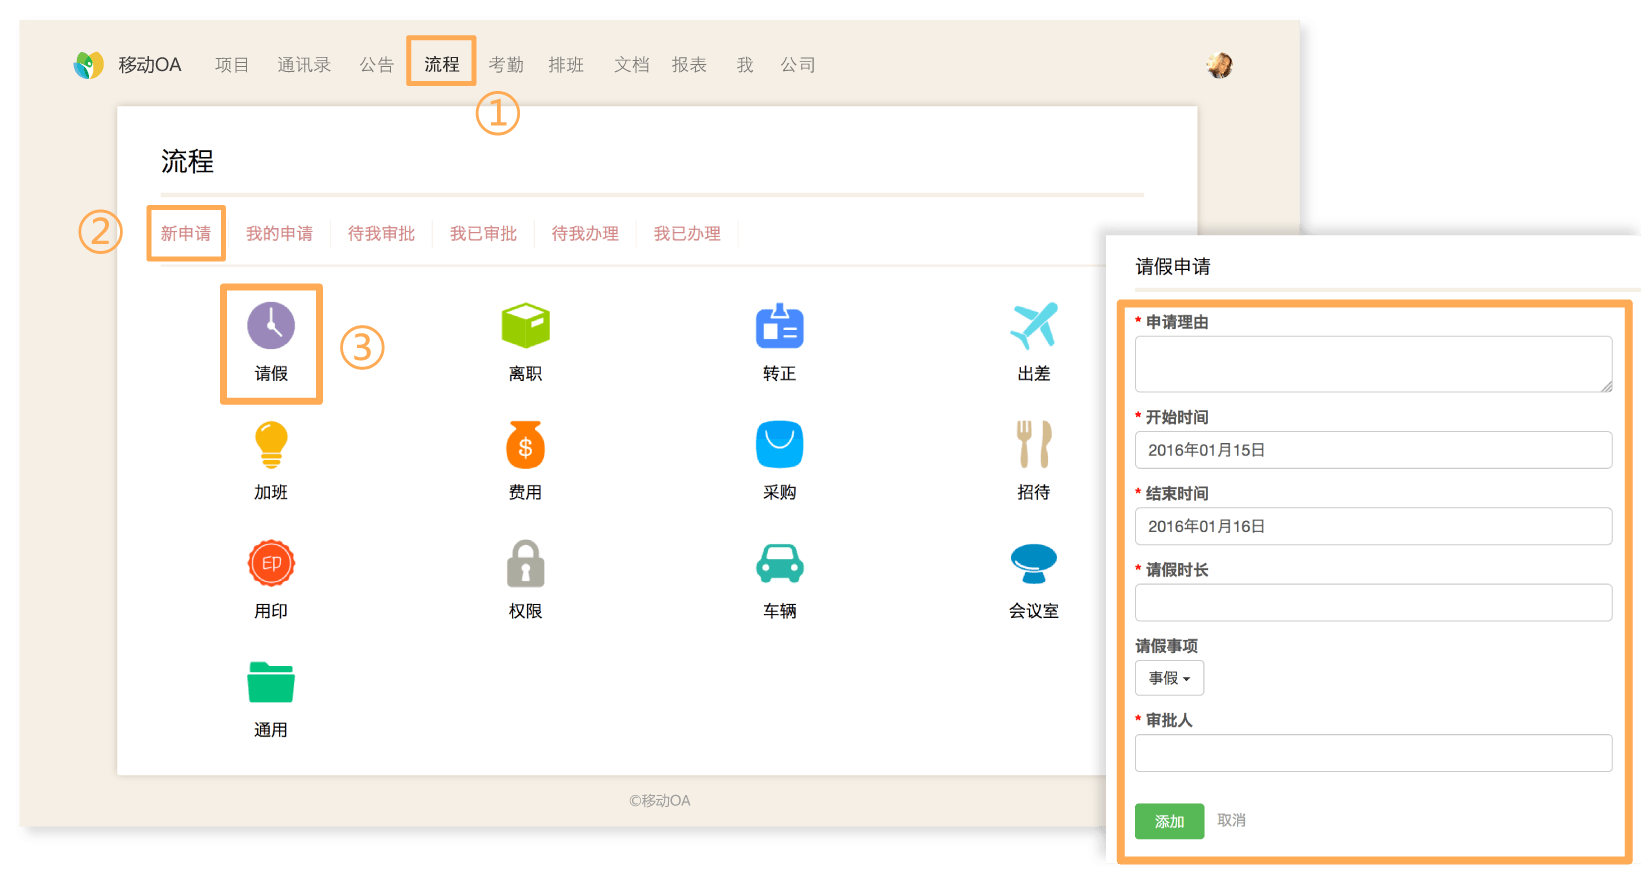 移动OA 项目 通讯录 公告 流程 考勤 排班 文档 报表 我 公司
①
流程
②
新申请 我的申请 待我审批 我已审批 待我办理 我已办理
③
请假 离职 转正 出差
$
加班 费用 采购 招待
印
用印 权限 车辆 会议室
通用
©移动OA
请假申请
* 申请理由
* 开始时间
2016年01月15日
* 结束时间
2016年01月16日
* 请假时长
请假事项
事假
* 审批人
添加 取消